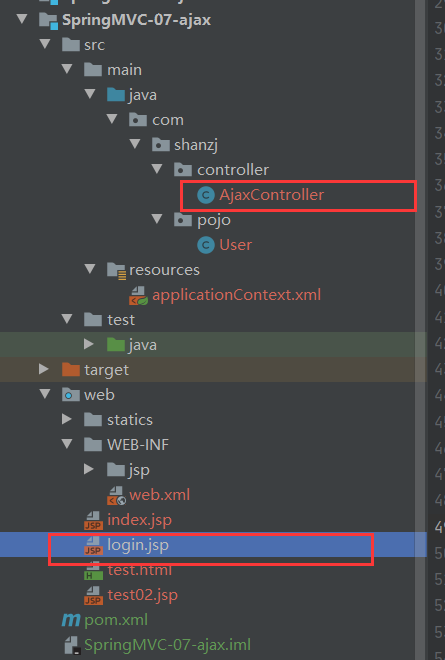 SpringMVC-07-ajax
src
main
java
com
shanzj
controller
AjaxController
pojo
User
resources
applicationContext.xml
test
java
target
web
statics
WEB-INF
jsp
web.xml
index.jsp
login.jsp
test.html
test02.jsp
pom.xml
SpringMVC-07-ajax.iml